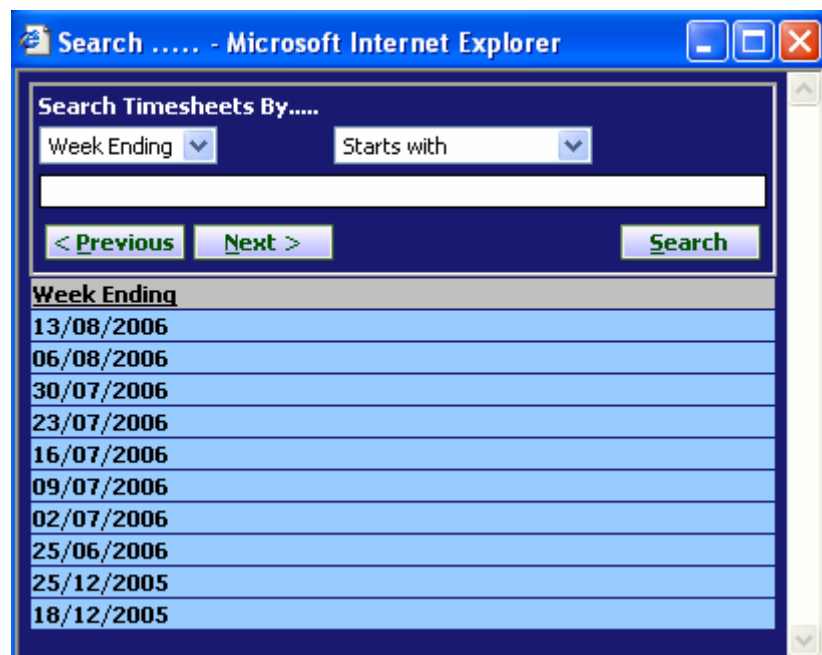 Search ..... - Microsoft Internet Explorer
Search Timesheets By.....
Week Ending Starts with
< Previous Next > Search
Week Ending
13/08/2006
06/08/2006
30/07/2006
23/07/2006
16/07/2006
09/07/2006
02/07/2006
25/06/2006
25/12/2005
18/12/2005